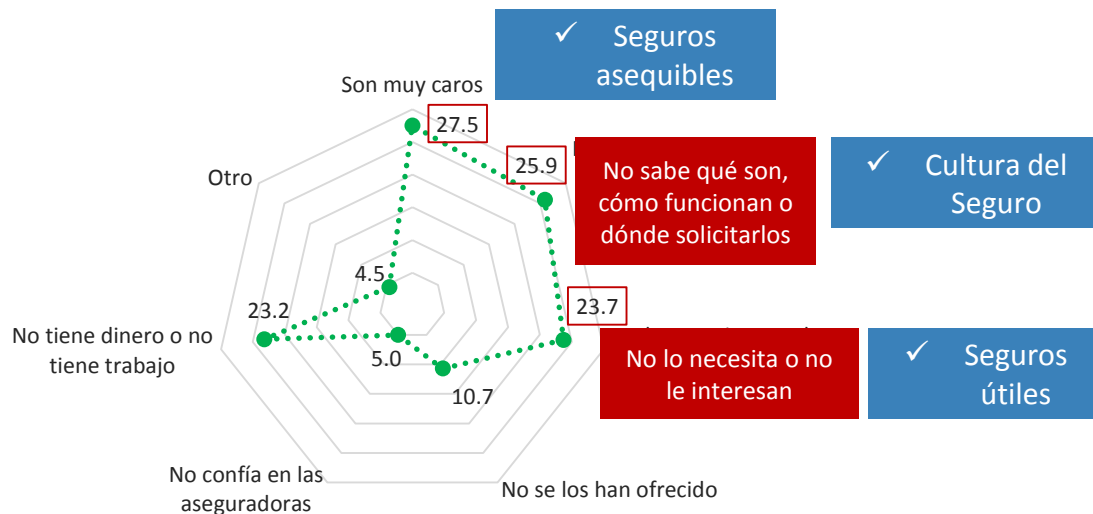 ✓ Seguros
asequibles
Son muy caros
27.5
25.9
No sabe qué son,
cómo funcionan o
dónde solicitarlos
✓ Cultura del
Seguro
Otro
4.5
23.2
23.7
No tiene dinero o no
tiene trabajo
5.0
10.7
No lo necesita o no
le interesan
✓ Seguros
útiles
No confía en las
aseguradoras
No se los han ofrecido